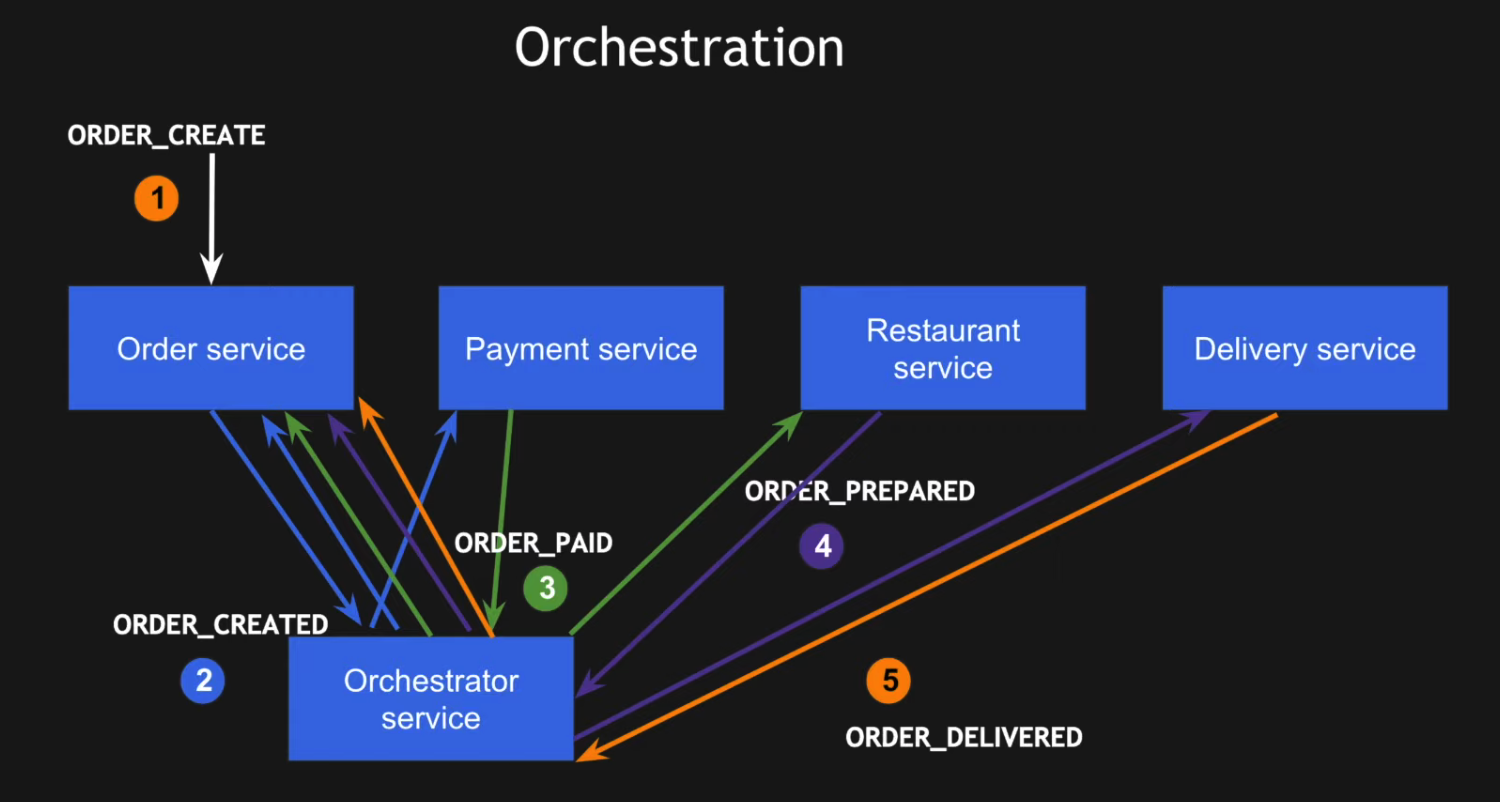 Orchestration
ORDER_CREATE
1
Order service
Payment service
Restaurant
service
Delivery service
ORDER_PREPARED
4
ORDER_PAID
3
ORDER_CREATED
2
Orchestrator
service
5
ORDER_DELIVERED